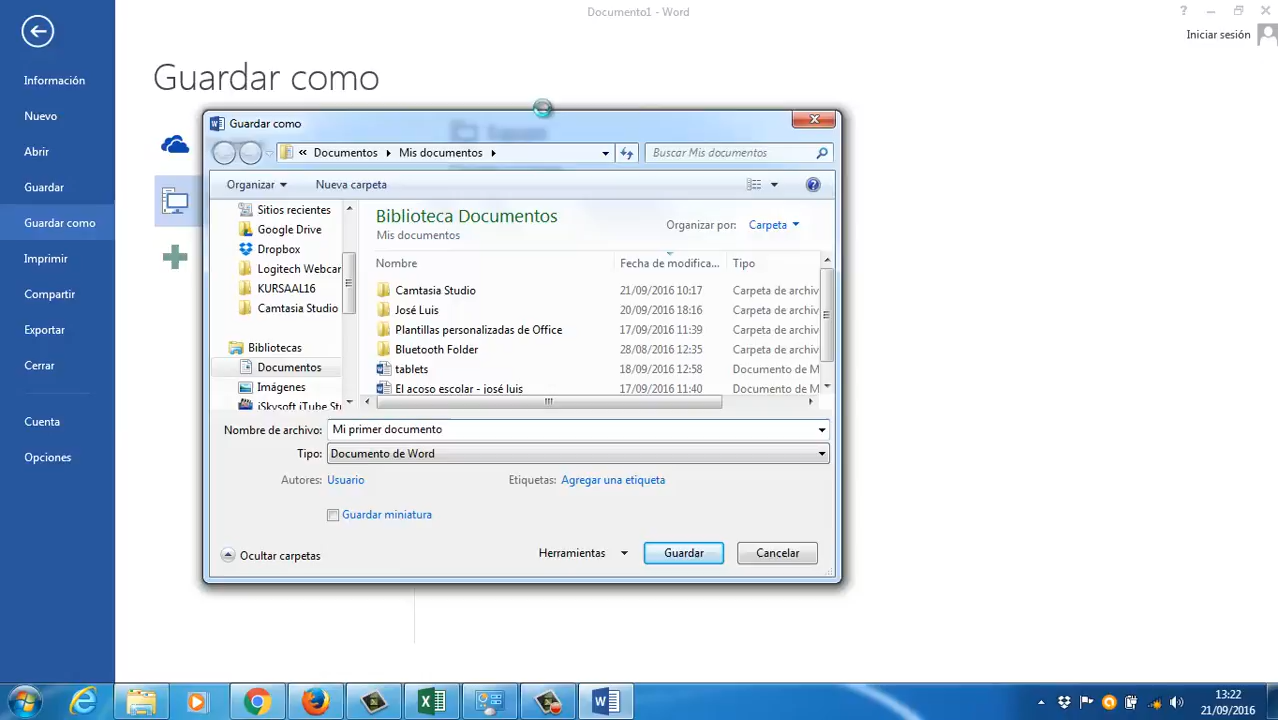 Documento1 - Word
?
Iniciar sesión
Información
Nuevo
Abrir
Guardar
Guardar como
Imprimir
Compartir
Exportar
Cerrar
Cuenta
Opciones
Guardar como
Guardar como
« Documentos Mis documentos
Buscar Mis documentos
Organizar Nueva carpeta
Sitios recientes
Google Drive
Dropbox
Logitech Webcar
KURSAAL16
Camtasia Studio
Bibliotecas
Documentos
Imágenes
iSkysoft iTube St
Biblioteca Documentos
Mis documentos
Organizar por: Carpeta
Nombre Fecha de modifica... Tipo
Camtasia Studio 21/09/2016 10:17 Carpeta de archiv
José Luis 20/09/2016 18:16 Carpeta de archiv
Plantillas personalizadas de Office 17/09/2016 11:39 Carpeta de archiv
Bluetooth Folder 28/08/2016 12:35 Carpeta de archiv
tablets 18/09/2016 12:58 Documento de M
El acoso escolar - josé luis 17/09/2016 11:40 Documento de M
Nombre de archivo: Mi primer documento
Tipo: Documento de Word
Autores: Usuario Etiquetas: Agregar una etiqueta
Guardar miniatura
Ocultar carpetas Herramientas Guardar Cancelar
13:22
21/09/2016